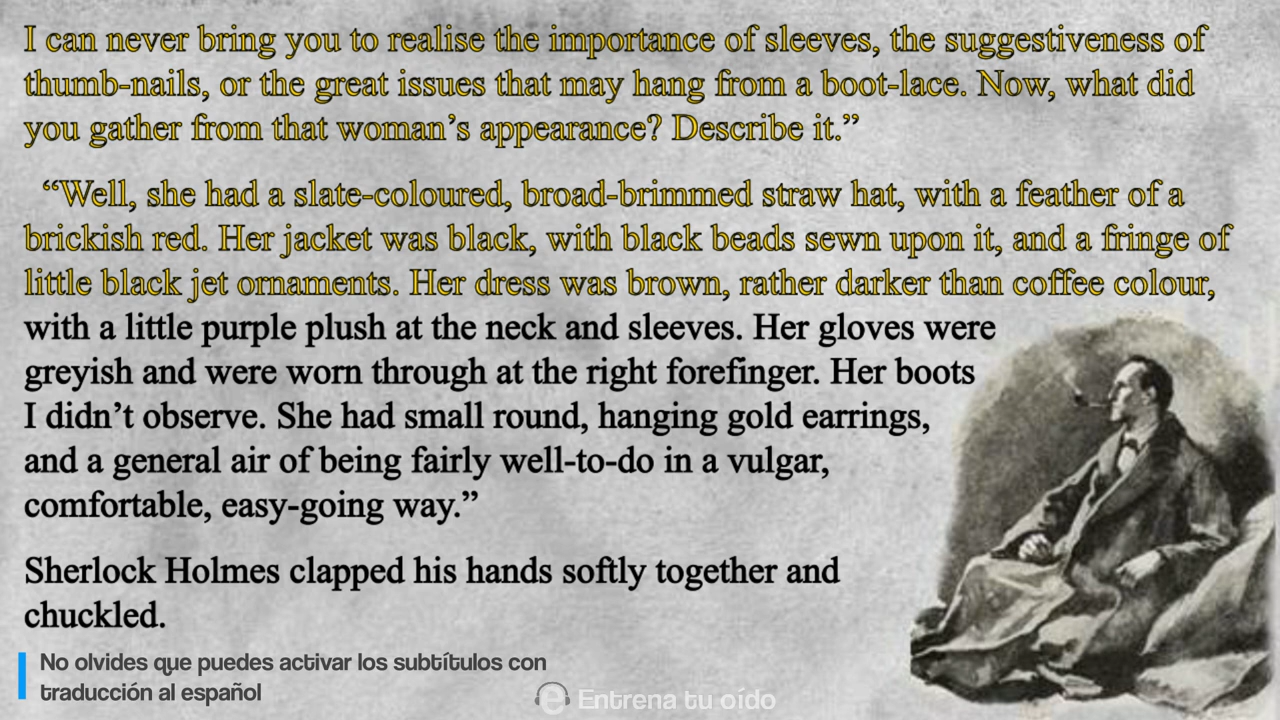 I can never bring you to realise the importance of sleeves, the suggestiveness of
thumb-nails, or the great issues that may hang from a boot-lace. Now, what did
you gather from that woman’s appearance? Describe it.”
“Well, she had a slate-coloured, broad-brimmed straw hat, with a feather of a
brickish red. Her jacket was black, with black beads sewn upon it, and a fringe of
little black jet ornaments. Her dress was brown, rather darker than coffee colour,
with a little purple plush at the neck and sleeves. Her gloves were
greyish and were worn through at the right forefinger. Her boots
I didn’t observe. She had small round, hanging gold earrings,
and a general air of being fairly well-to-do in a vulgar,
comfortable, easy-going way.”
Sherlock Holmes clapped his hands softly together and
chuckled.
No olvides que puedes activar los subtítulos con
traducción al español
e Entrena tu oído